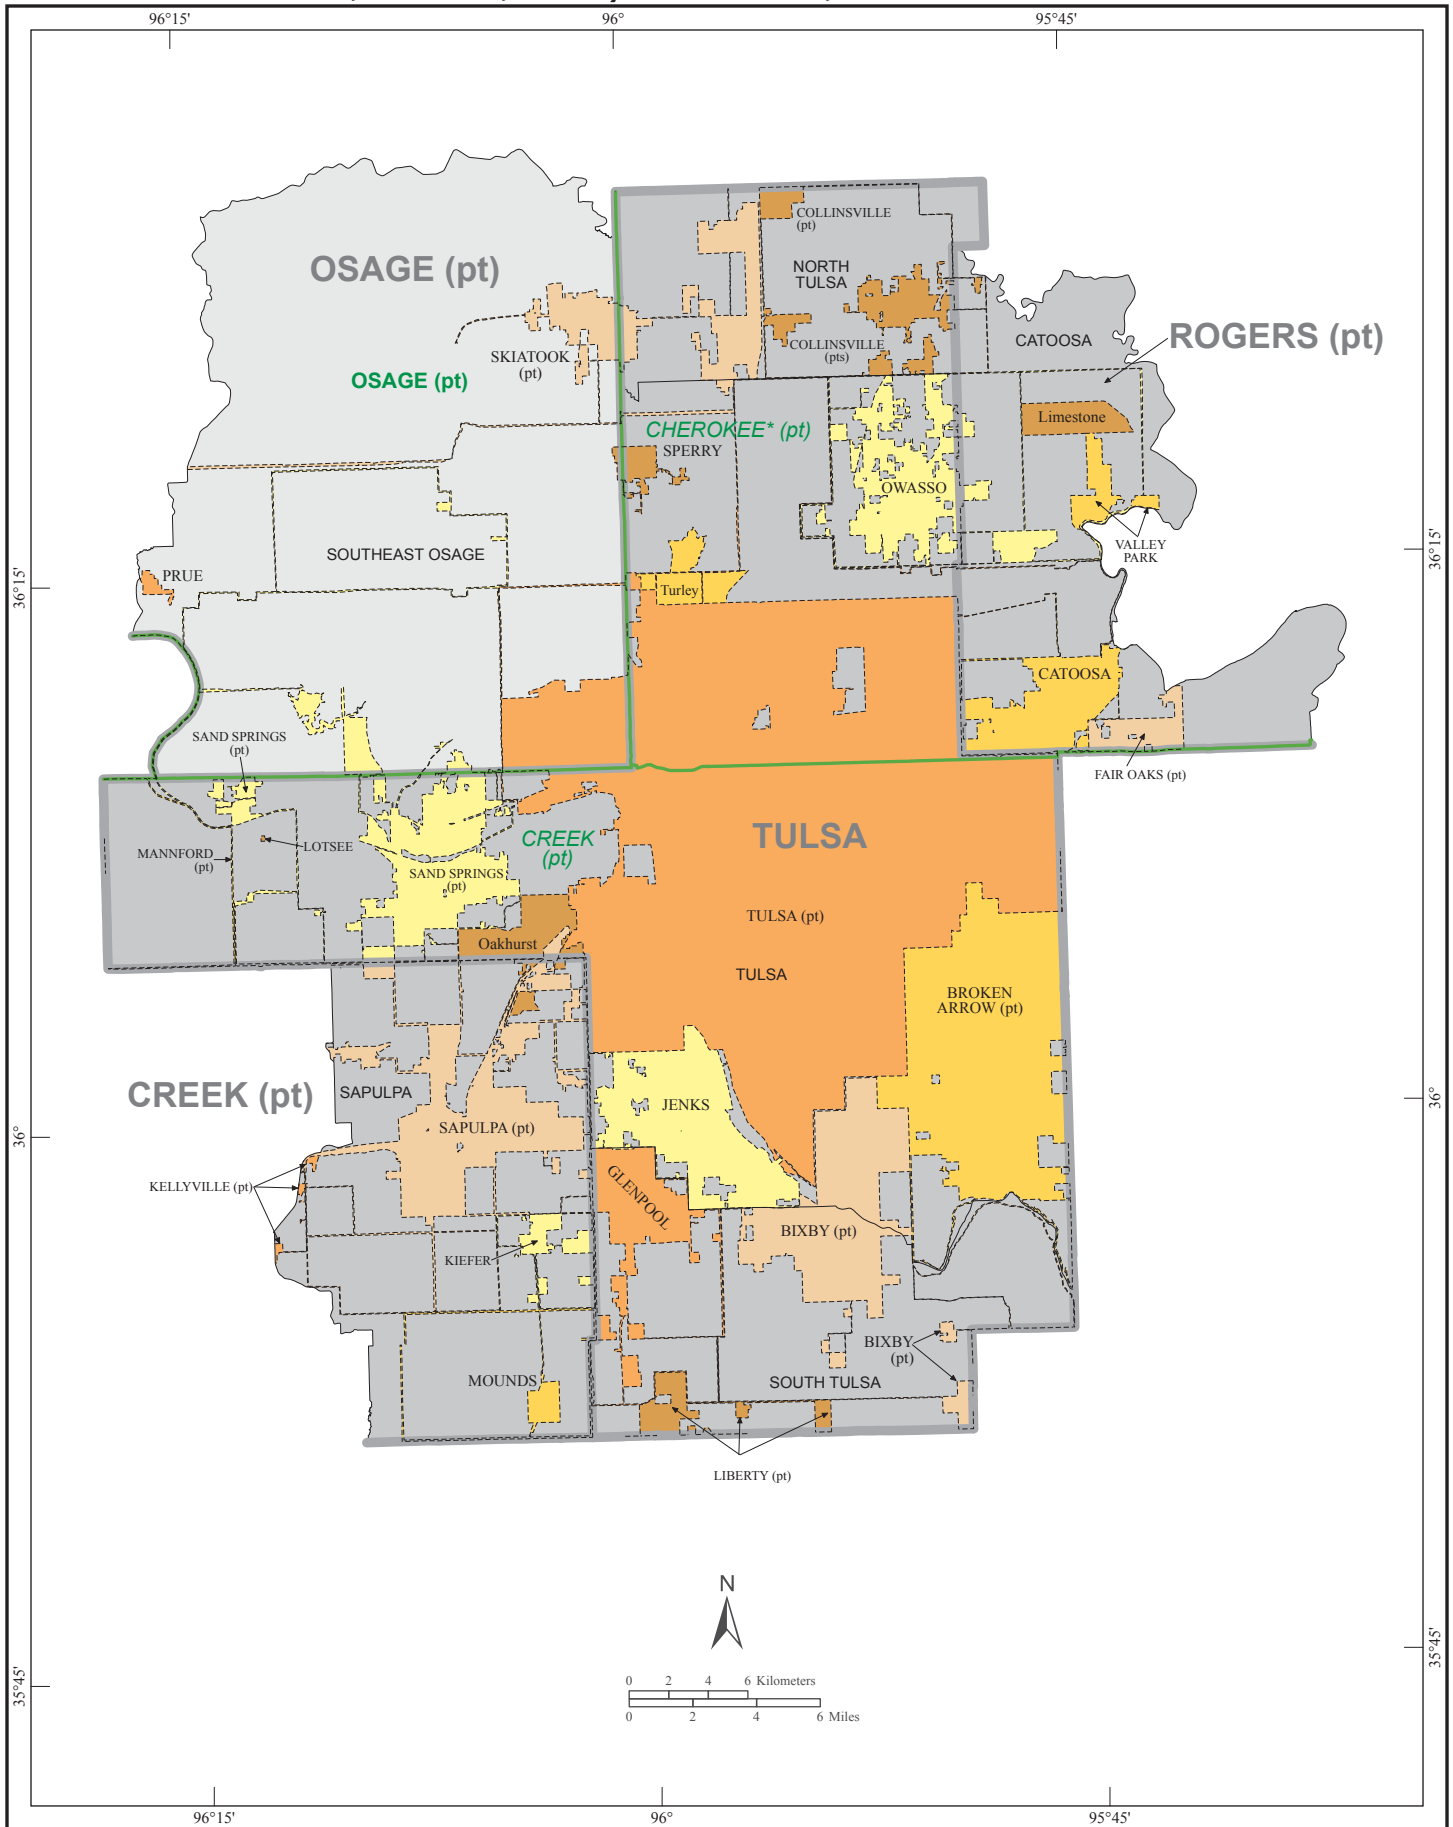 96°15'
96°
95°45'
COLLINSVILLE
(pt)
OSAGE (pt)
NORTH
TULSA
CATOOSA
ROGERS (pt)
COLLINSVILLE
(pts)
SKIATOOK
(pt)
OSAGE (pt)
Limestone
CHEROKEE* (pt)
SPERRY
OWASSO
VALLEY
PARK
SOUTHEAST OSAGE
36°15'
36°15'
PRUE
Turley
CATOOSA
SAND SPRINGS
(pt)
FAIR OAKS (pt)
TULSA
CREEK
(pt)
LOTSEE
MANNFORD
(pt)
SAND SPRINGS
(pt)
TULSA (pt)
Oakhurst
TULSA
BROKEN
ARROW (pt)
CREEK (pt)
SAPULPA
JENKS
36°
36°
SAPULPA (pt)
KELLYVILLE (pt)
GLENPOOL
BIXBY (pt)
KIEFER
BIXBY
(pt)
MOUNDS
SOUTH TULSA
LIBERTY (pt)
N
35°45'
35°45'
0 2 4 6 Kilometers
0 2 4 6 Miles
96°15'
96°
95°45'